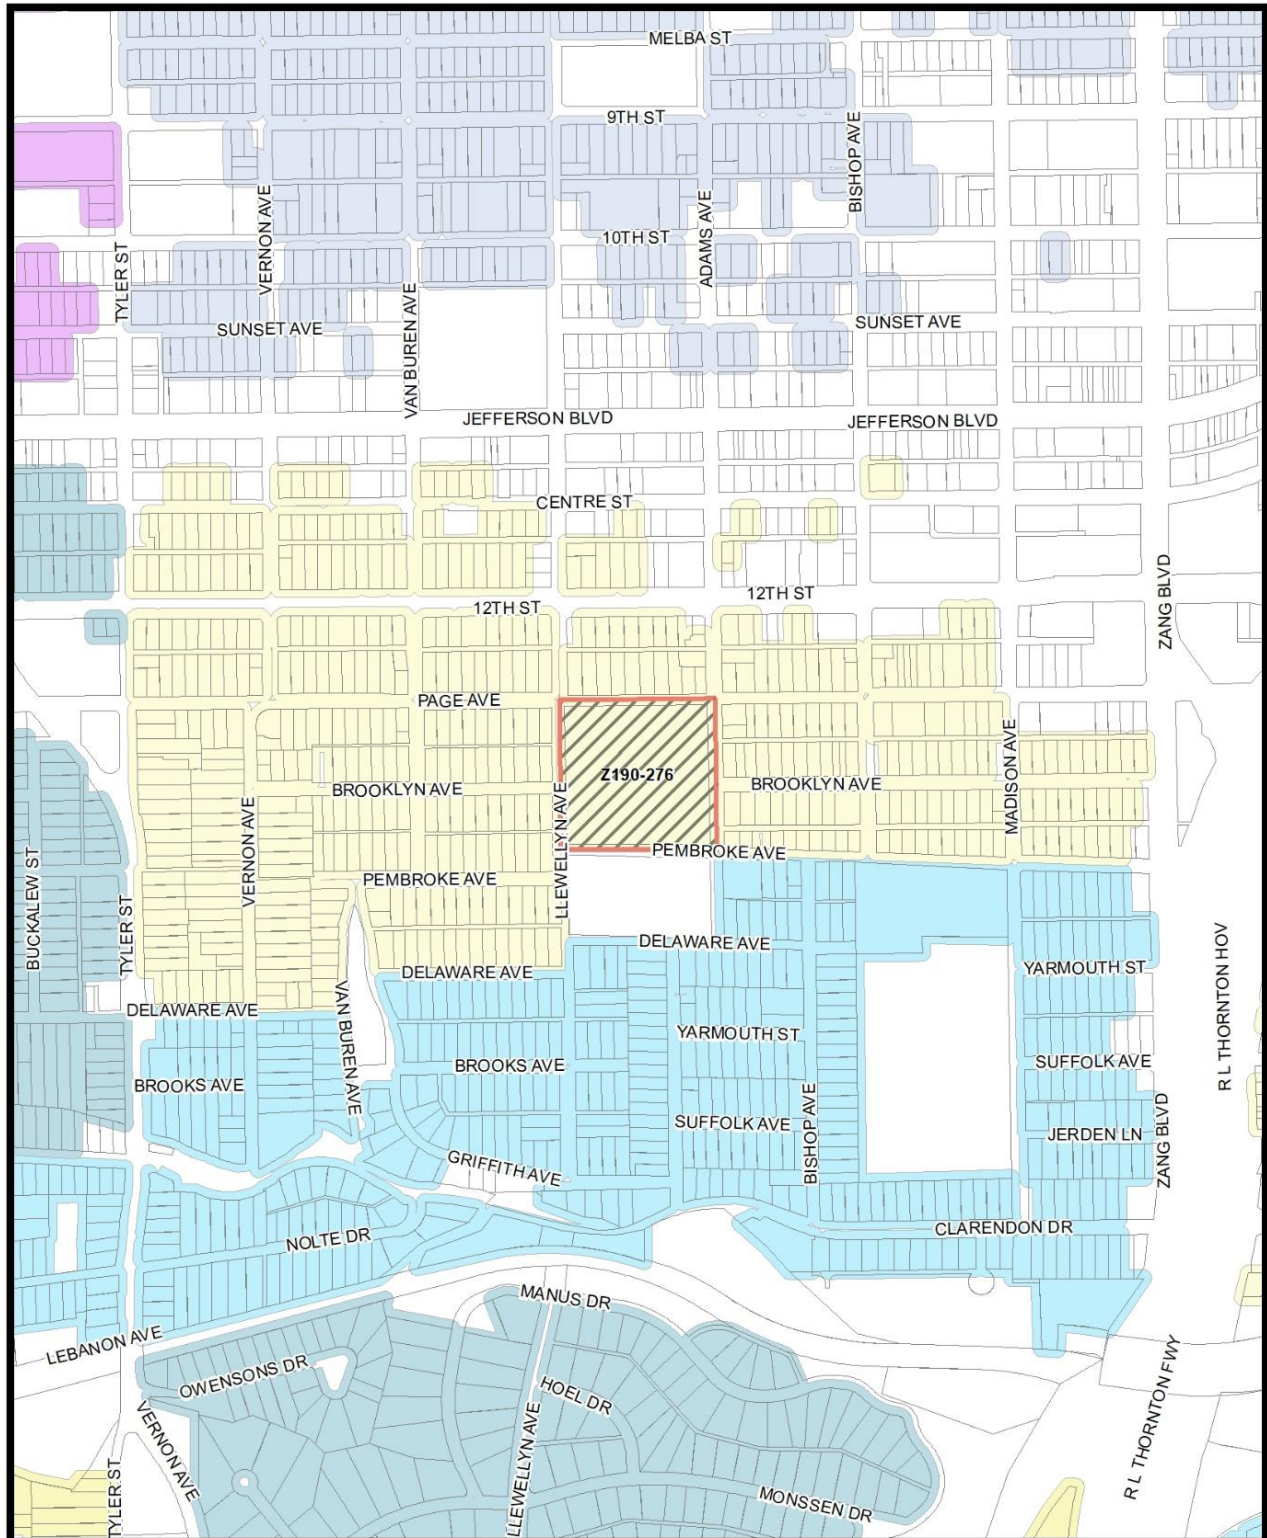 MELBA ST
9TH ST
BISHOP AVE
VERNON AVE
ADAMS AVE
10TH ST
TYLER ST
VAN BUREN AVE
SUNSET AVE
SUNSET AVE
JEFFERSON BLVD
JEFFERSON BLVD
CENTRE ST
ZANG BLVD
12TH ST
12TH ST
PAGE AVE
MADISON AVE
Z190-276
BROOKLYN AVE
BROOKLYN AVE
LLEWELLYN AVE
VERNON AVE
PEMBROKE AVE
PEMBROKE AVE
BUCKALEW ST
TYLER ST
DELAWARE AVE
DELAWARE AVE
YARMOUTH ST
R L THORNTON HOV
DELAWARE AVE
VAN BUREN AVE
YARMOUTH ST
BROOKS AVE
SUFFOLK AVE
BROOKS AVE
BISHOP AVE
SUFFOLK AVE
JERDEN LN
ZANG BLVD
GRIFFITH AVE
CLARENDON DR
NOLTE DR
MANUS DR
LEBANON AVE
OWENSONS DR
HOEL DR
R L THORNTON FWY
VERNON AVE
LLEWELLYN AVE
TYLER ST
MONSSEN DR